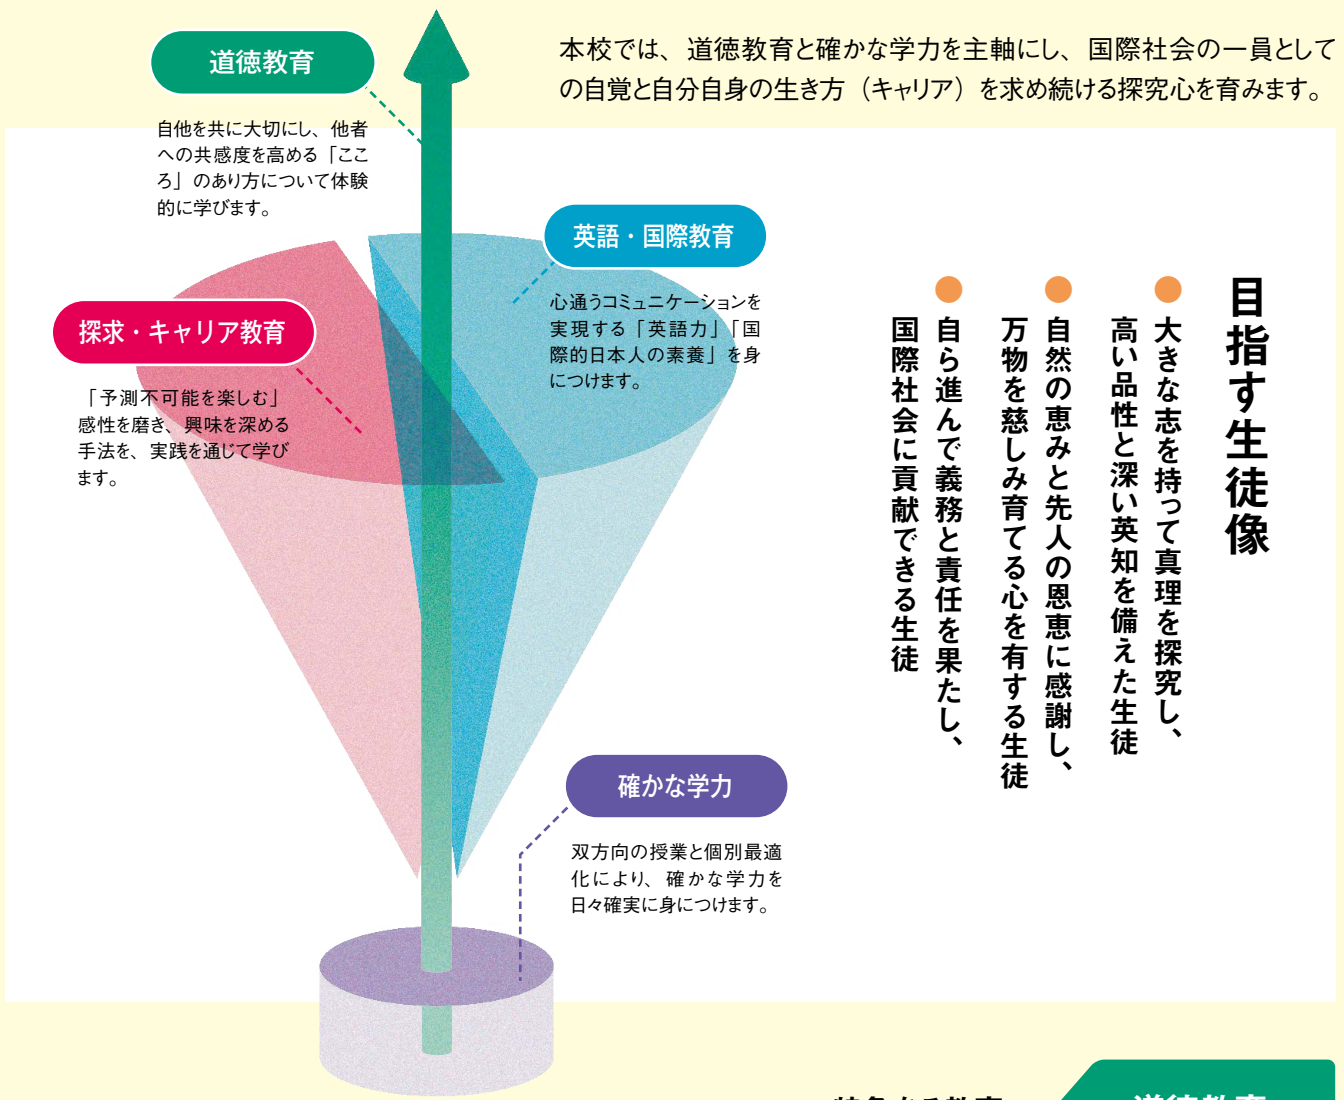 本校では、道徳教育と確かな学力を主軸にし、国際社会の一員として
の自覚と自分自身の生き方（キャリア）を求め続ける探究心を育みます。
道徳教育
自他を共に大切にし、他者
への共感度を高める「ここ
ろ」のあり方について体験
的に学びます。
英語・国際教育
心通うコミュニケーションを
実現する「英語力」「国
際的日本人の素養」を身
につけます。
探求・キャリア教育
「予測不可能を楽しむ」
感性を磨き、興味を深める
手法を、実践を通じて学び
ます。
確かな学力
双方向の授業と個別最適
化により、確かな学力を
日々確実に身につけます。
目指す生徒像
●大きな志を持って真理を探究し、
高い品性と深い英知を備えた生徒
●自然の恵みと先人の恩恵に感謝し、
万物を慈しみ育てる心を有する生徒
●自ら進んで義務と責任を果たし、
国際社会に貢献できる生徒